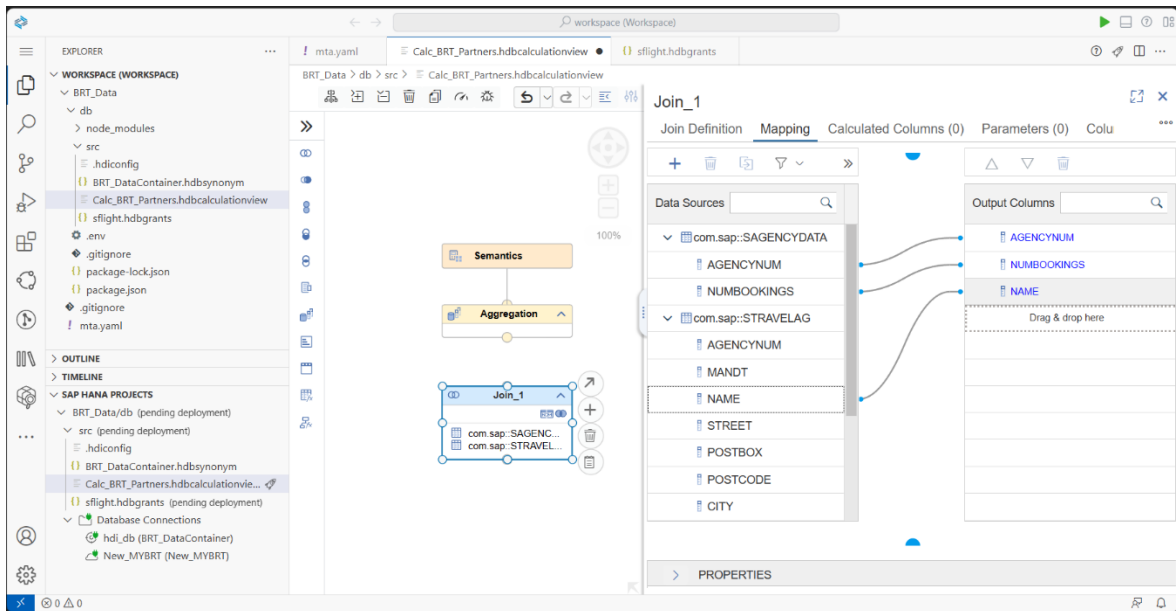 workspace (Workspace)
EXPLORER
WORKSPACE (WORKSPACE)
BRT_Data
db
node_modules
src
.hdiconfig
BRT_DataContainer.hdbsynonym
Calc_BRT_Partners.hdbcalculationview
sflight.hdbgrants
.env
.gitignore
package-lock.json
package.json
.gitignore
mta.yaml
OUTLINE
TIMELINE
SAP HANA PROJECTS
BRT_Data/db (pending deployment)
src (pending deployment)
.hdiconfig
BRT_DataContainer.hdbsynonym
Calc_BRT_Partners.hdbcalculationvie...
sflight.hdbgrants (pending deployment)
Database Connections
hdi_db (BRT_DataContainer)
New_MYBRT (New_MYBRT)
0 0
mta.yaml Calc_BRT_Partners.hdbcalculationview sflight.hdbgrants
BRT_Data > db > src > Calc_BRT_Partners.hdbcalculationview
100%
Semantics
Aggregation
Join_1
com.sap::SAGENC...
com.sap::STRAVEL...
Join_1
Join Definition Mapping Calculated Columns (0) Parameters (0) Colu
Data Sources
com.sap::SAGENCYDATA
AGENCYNUM
NUMBOOKINGS
com.sap::STRAVELAG
AGENCYNUM
MANDT
NAME
STREET
POSTBOX
POSTCODE
CITY
Output Columns
AGENCYNUM
NUMBOOKINGS
NAME
Drag & drop here
PROPERTIES